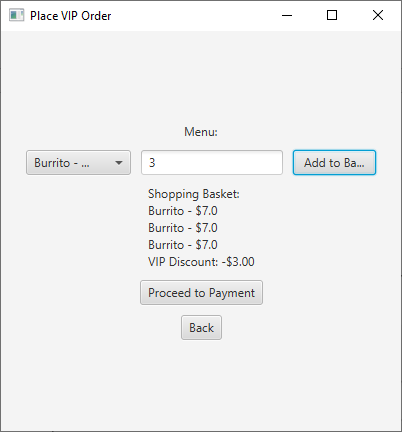 Place VIP Order
Menu:
Burrito - ...
3
Add to Ba...
Shopping Basket:
Burrito - $7.0
Burrito - $7.0
Burrito - $7.0
VIP Discount: -$3.00
Proceed to Payment
Back